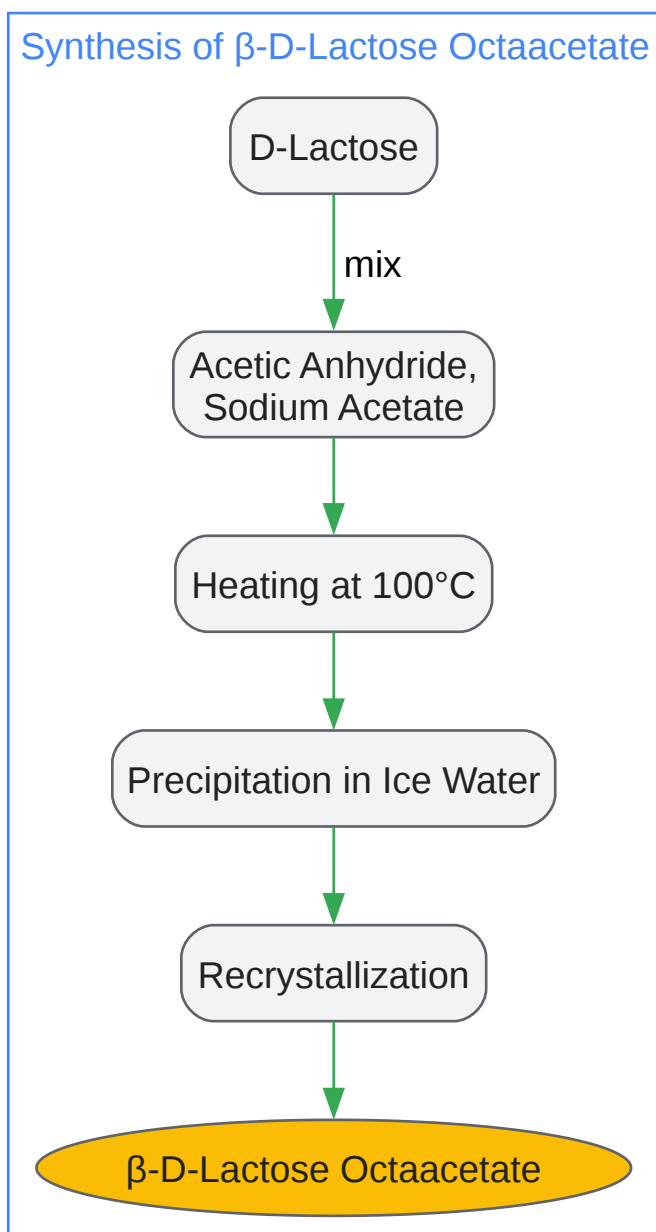 Synthesis of β-D-Lactose Octaacetate
D-Lactose
mix
Acetic Anhydride,
Sodium Acetate
Heating at 100°C
Precipitation in Ice Water
Recrystallization
β-D-Lactose Octaacetate